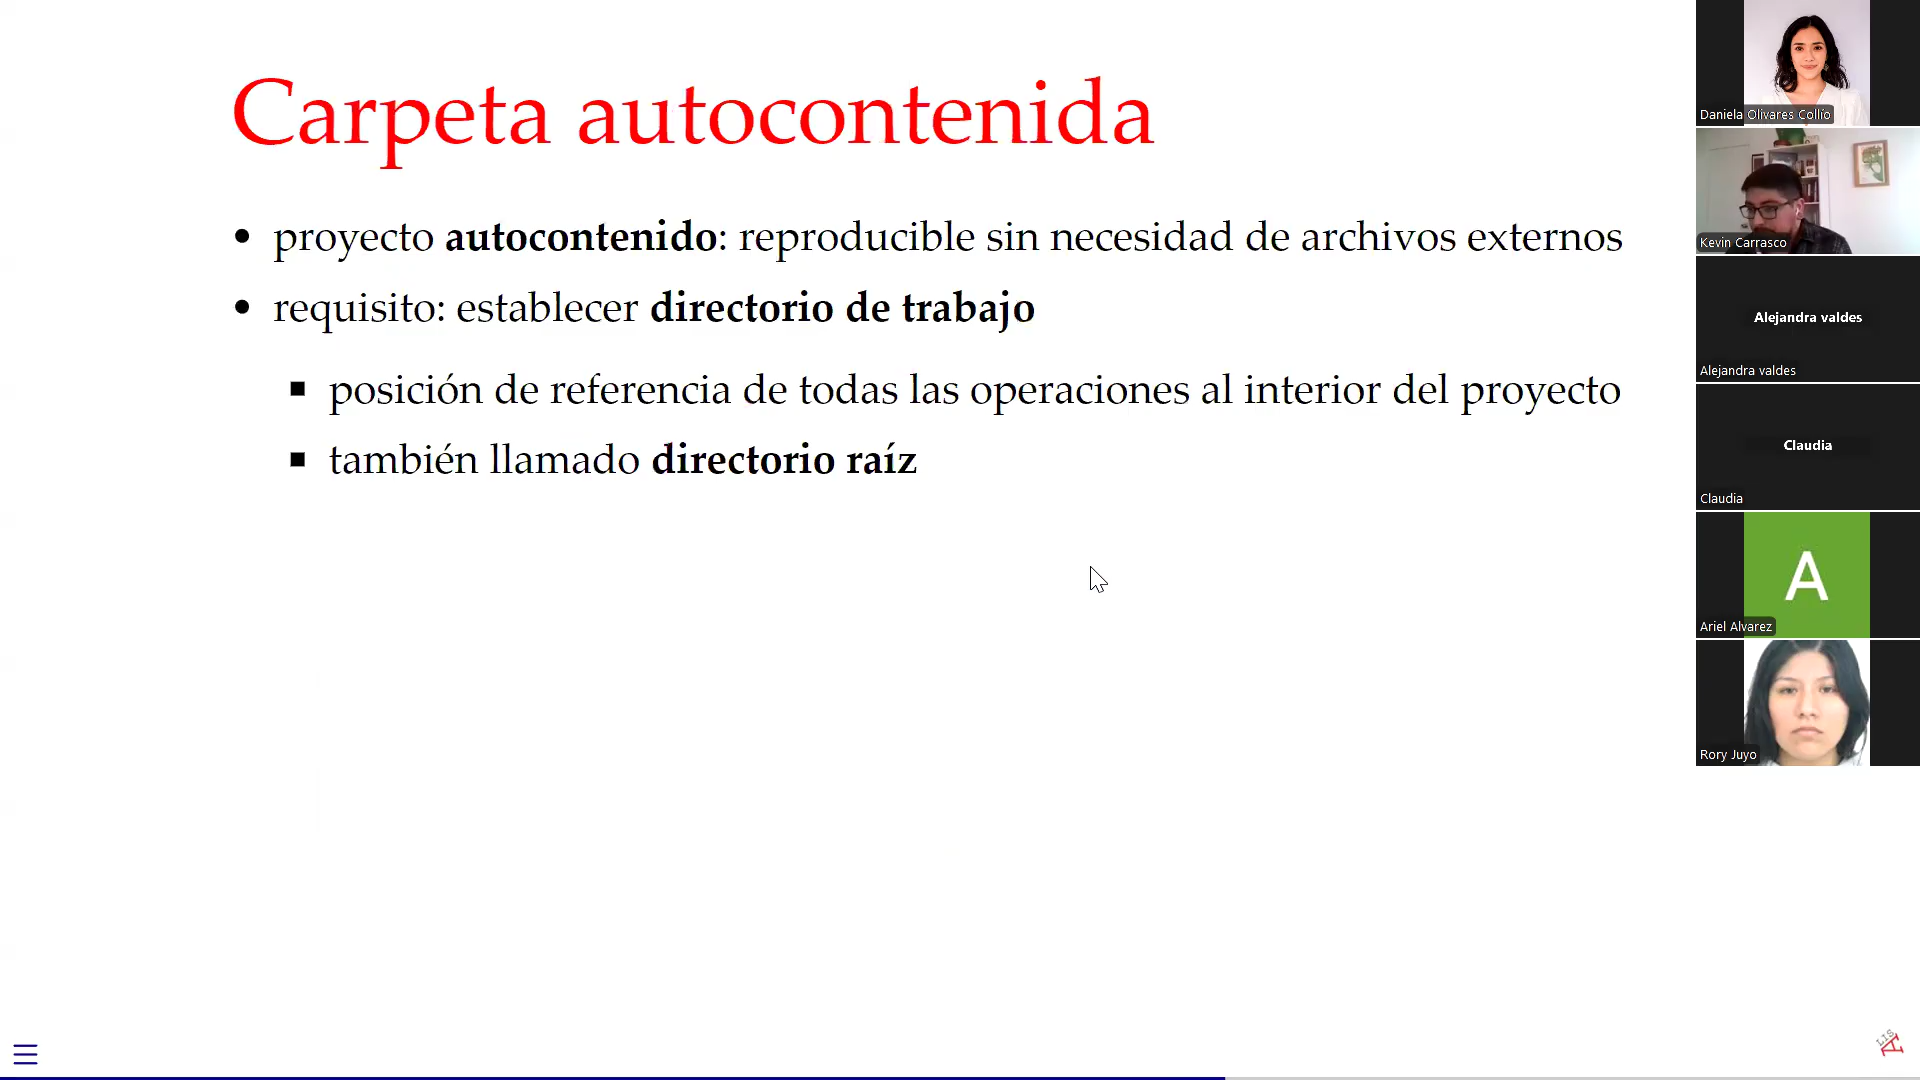 Carpeta autocontenida
proyecto autocontenido: reproducible sin necesidad de archivos externos
requisito: establecer directorio de trabajo
posición de referencia de todas las operaciones al interior del proyecto
también llamado directorio raíz
Daniela Olivares Collío
Kevin Carrasco
Alejandra valdes
Alejandra valdes
Claudia
Claudia
A
Ariel Alvarez
Rory Juyo
LIS
A